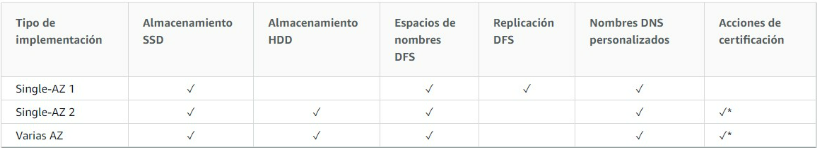 Tipo de implementación | Almacenamiento SSD | Almacenamiento HDD | Espacios de nombres DFS | Replicación DFS | Nombres DNS personalizados | Acciones de certificación
Single-AZ 1 | ✓ | | ✓ | ✓ | ✓ |
Single-AZ 2 | ✓ | ✓ | ✓ | | ✓ | ✓*
Varias AZ | ✓ | ✓ | ✓ | | ✓ | ✓*